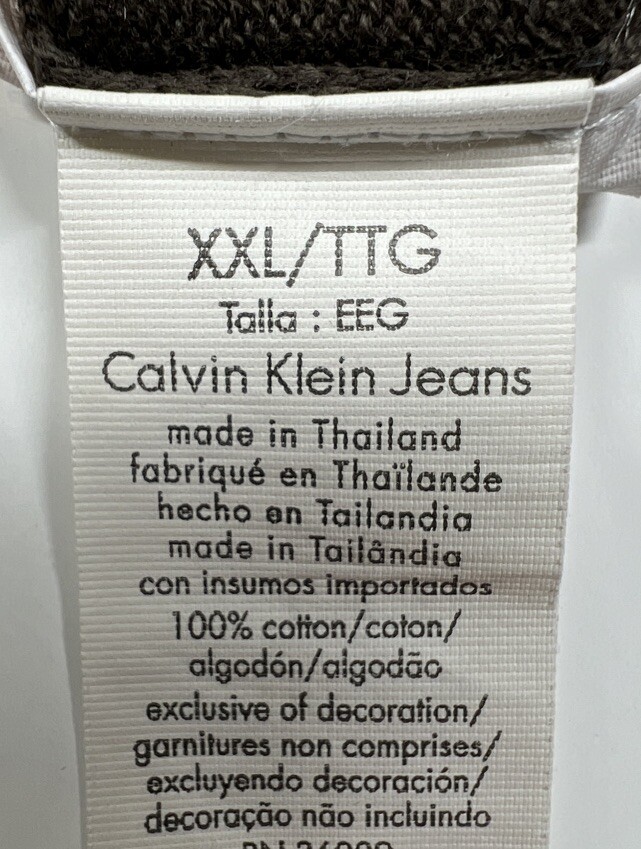 XXL/TTG
Talla : EEG
Calvin Klein Jeans
made in Thailand
fabriqué en Thaïlande
hecho en Tailandia
made in Tailândia
con insumos importados
100% cotton/coton/
algodón/algodão
exclusive of decoration/
garnitures non comprises/
excluyendo decoración/
decoração não incluindo